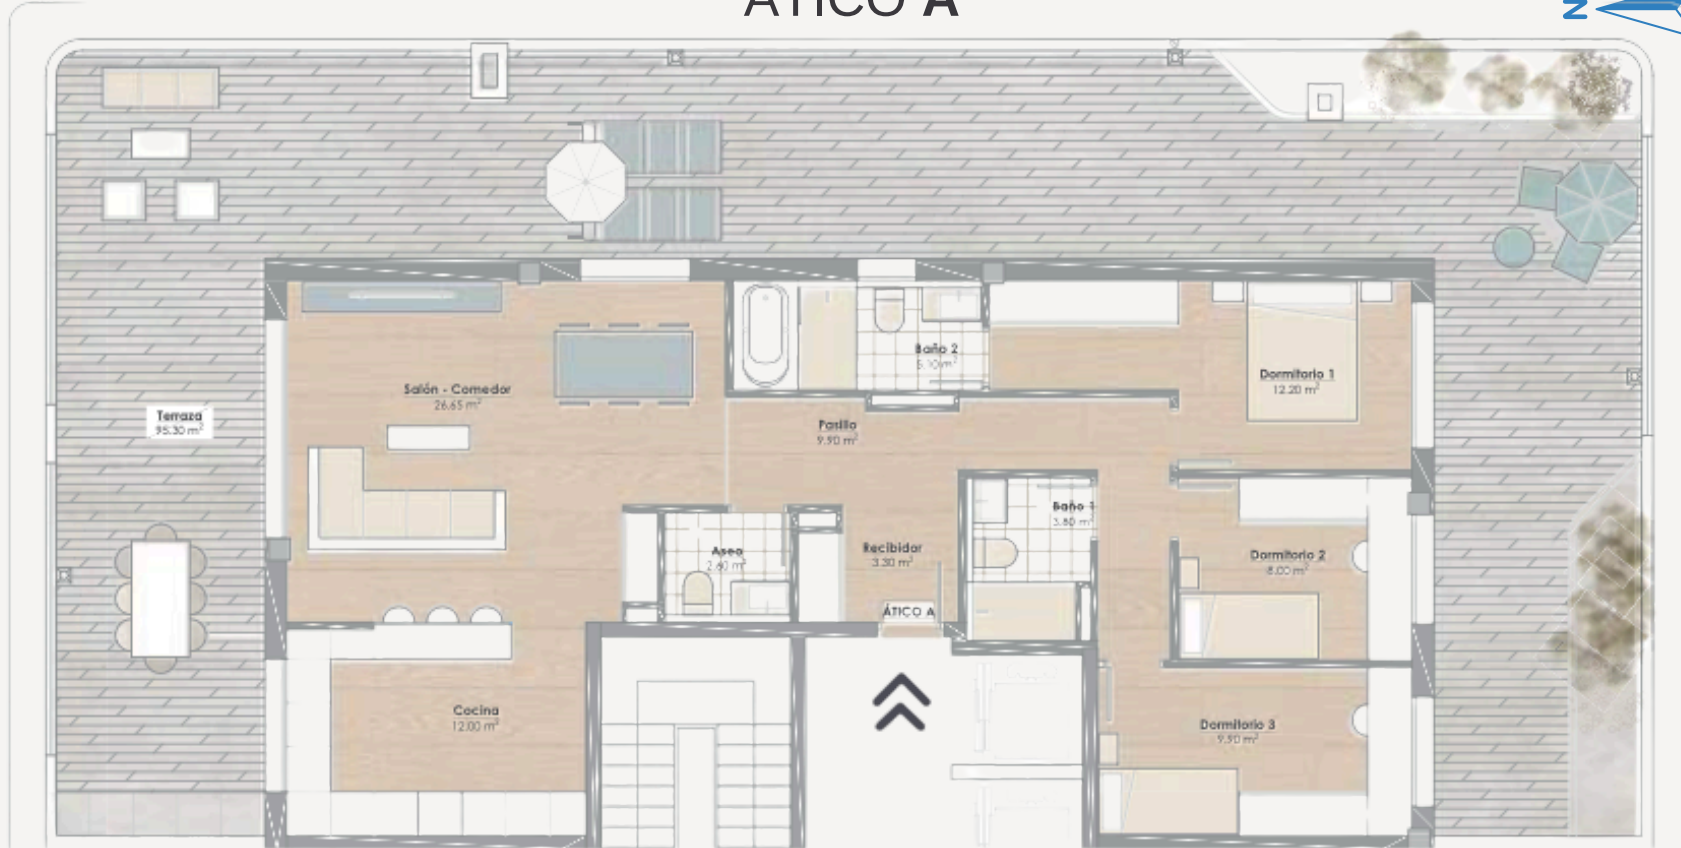 ÁTICO A
N
Baño 2
5.10 m²
Dormitorio 1
12.20 m²
Salón - Comedor
26.65 m²
Terraza
95.30 m²
Pasillo
9.90 m²
Baño 1
3.80 m²
Aseo
2.60 m²
Recibidor
3.30 m²
Dormitorio 2
8.00 m²
ÁTICO A
Cocina
12.00 m²
Dormitorio 3
9.90 m²